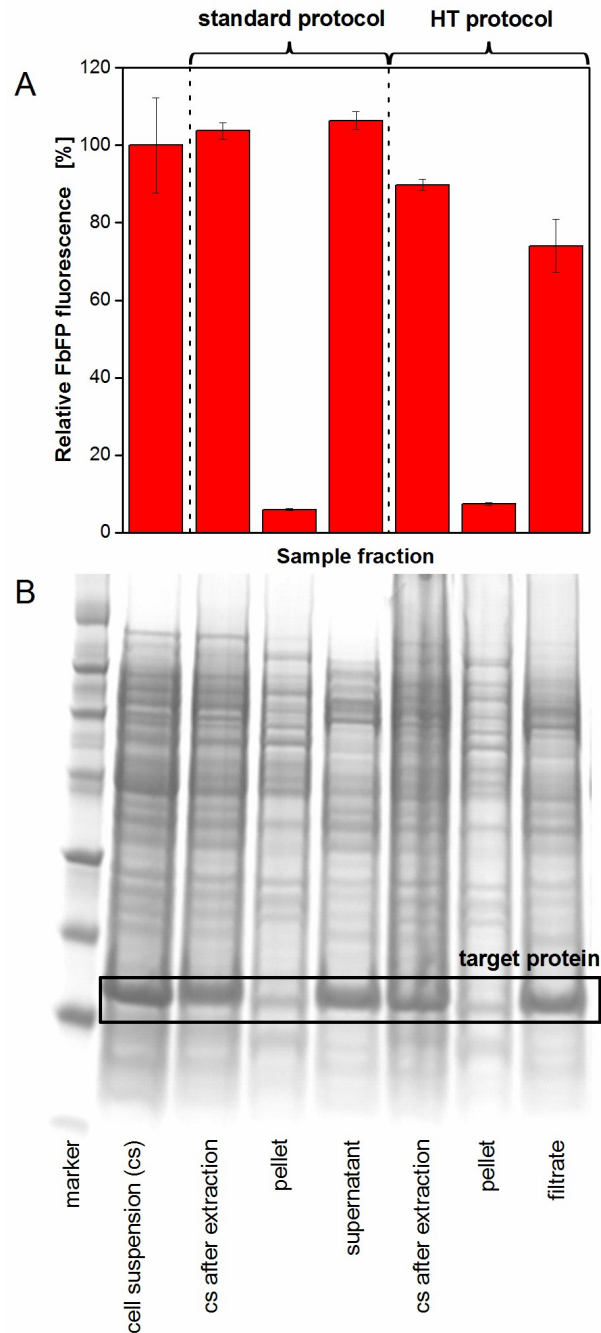 standard protocol HT protocol
A
120
100
80
60
40
20
0
Relative FbFP fluorescence [%]
Sample fraction
B
target protein
marker
cell suspension (cs)
cs after extraction
pellet
supernatant
cs after extraction
pellet
filtrate